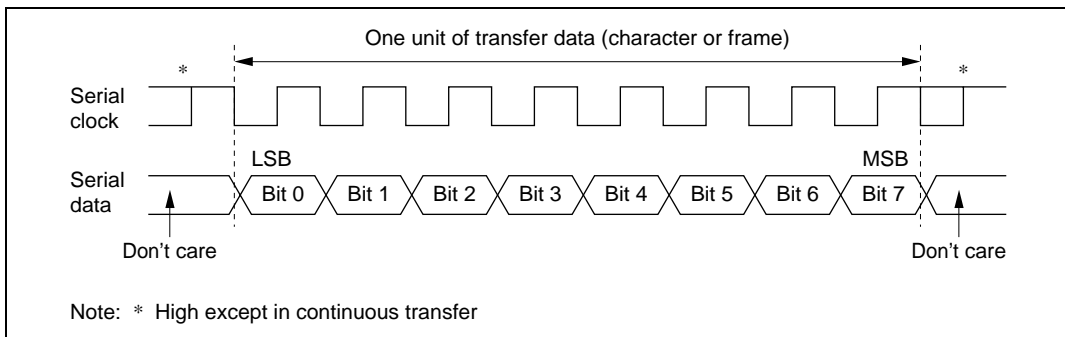 One unit of transfer data (character or frame)
* *
Serial
clock
LSB MSB
Serial
data
Bit 0 Bit 1 Bit 2 Bit 3 Bit 4 Bit 5 Bit 6 Bit 7
Don’t care Don’t care
Note: * High except in continuous transfer